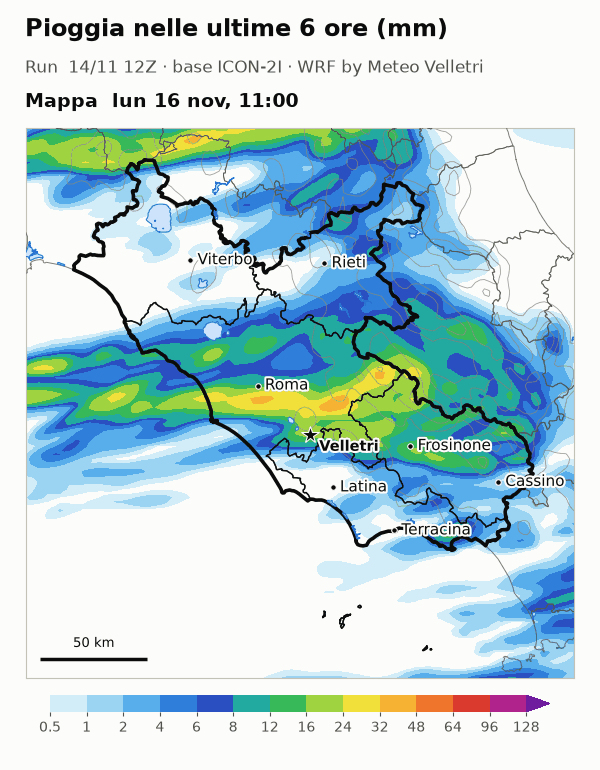 Pioggia nelle ultime 6 ore (mm)
Run 14/11 12Z · base ICON-2I · WRF by Meteo Velletri
Mappa lun 16 nov, 11:00
Viterbo
Rieti
Roma
Velletri
Frosinone
Cassino
Latina
Terracina
50 km
0.5 1 2 4 6 8 12 16 24 32 48 64 96 128